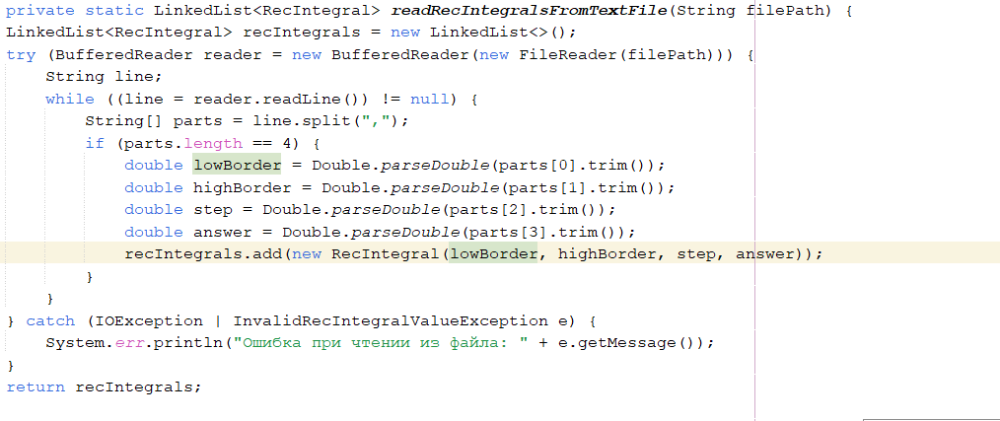 private static LinkedList<RecIntegral> readRecIntegralsFromTextFile(String filePath) {
LinkedList<RecIntegral> recIntegrals = new LinkedList<>();
try (BufferedReader reader = new BufferedReader(new FileReader(filePath))) {
    String line;
    while ((line = reader.readLine()) != null) {
        String[] parts = line.split(",");
        if (parts.length == 4) {
            double lowBorder = Double.parseDouble(parts[0].trim());
            double highBorder = Double.parseDouble(parts[1].trim());
            double step = Double.parseDouble(parts[2].trim());
            double answer = Double.parseDouble(parts[3].trim());
            recIntegrals.add(new RecIntegral(lowBorder, highBorder, step, answer));
        }
    }
} catch (IOException | InvalidRecIntegralValueException e) {
    System.err.println("Ошибка при чтении из файла: " + e.getMessage());
}
return recIntegrals;